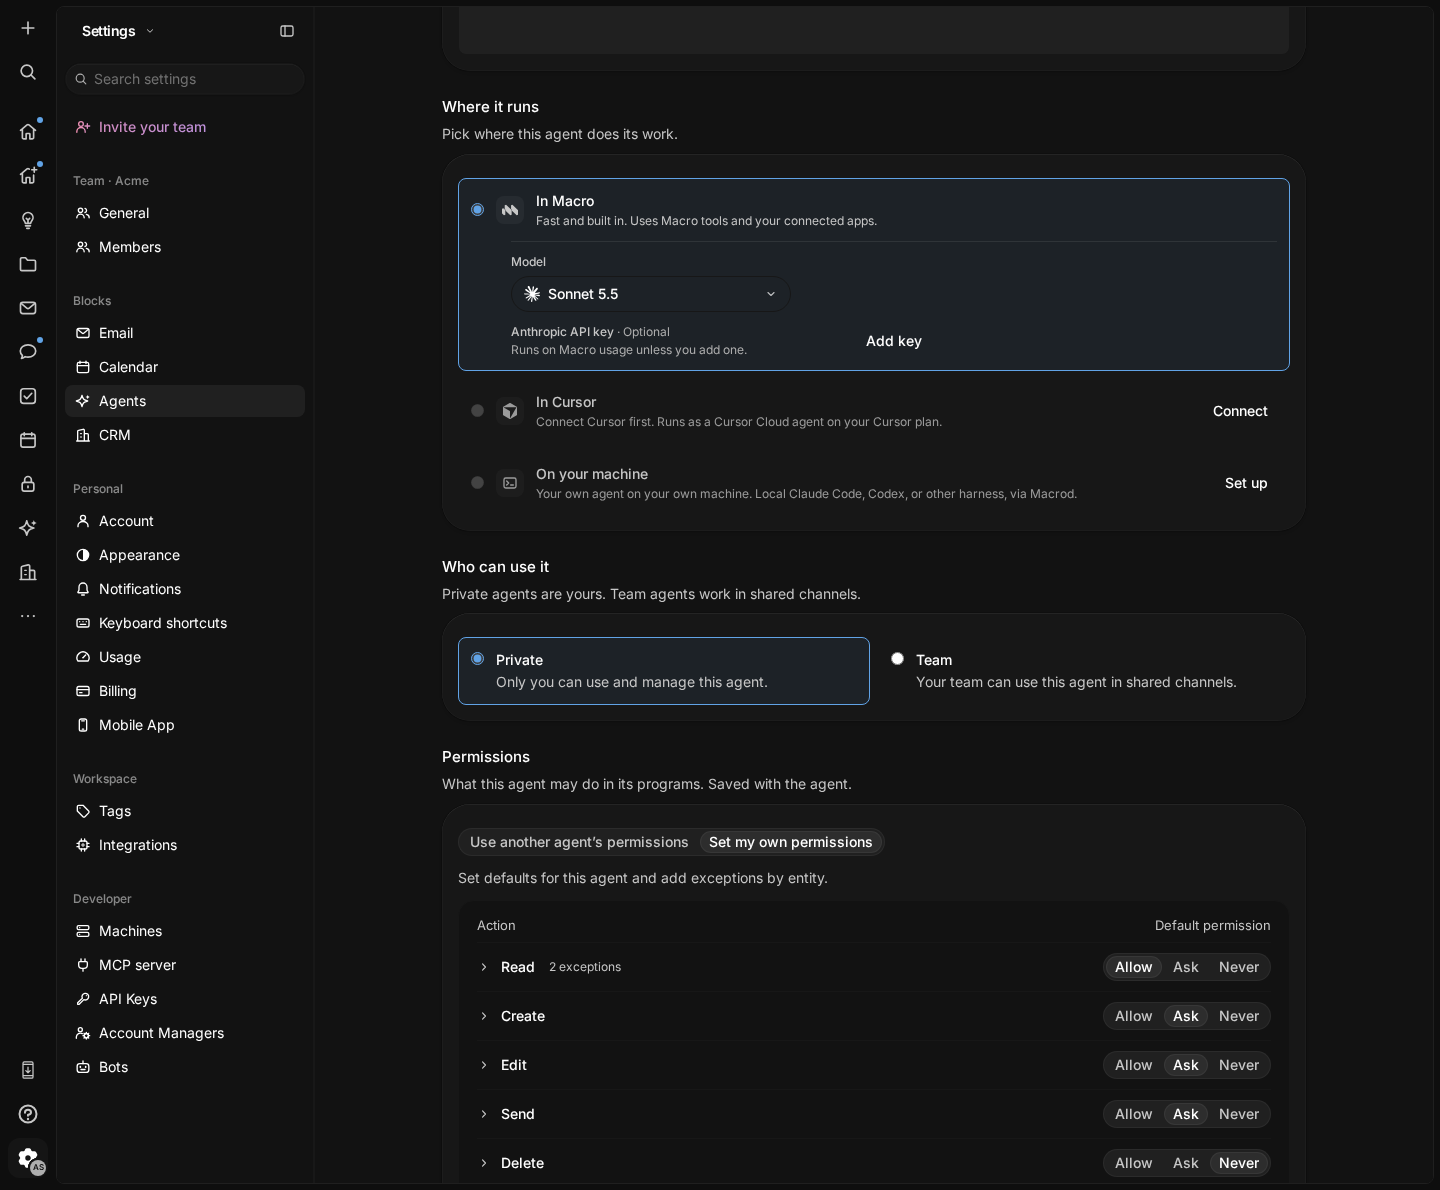 Settings
Search settings
Invite your team
Team · Acme
General
Members
Blocks
Email
Calendar
Agents
CRM
Personal
Account
Appearance
Notifications
Keyboard shortcuts
Usage
Billing
Mobile App
Workspace
Tags
Integrations
Developer
Machines
MCP server
API Keys
Account Managers
Bots
AS
Where it runs
Pick where this agent does its work.
In Macro
Fast and built in. Uses Macro tools and your connected apps.
Model
Sonnet 5.5
Anthropic API key · Optional
Runs on Macro usage unless you add one.
Add key
In Cursor
Connect Cursor first. Runs as a Cursor Cloud agent on your Cursor plan.
Connect
On your machine
Your own agent on your own machine. Local Claude Code, Codex, or other harness, via Macrod.
Set up
Who can use it
Private agents are yours. Team agents work in shared channels.
Private
Only you can use and manage this agent.
Team
Your team can use this agent in shared channels.
Permissions
What this agent may do in its programs. Saved with the agent.
Use another agent’s permissions Set my own permissions
Set defaults for this agent and add exceptions by entity.
Action Default permission
Read 2 exceptions Allow Ask Never
Create Allow Ask Never
Edit Allow Ask Never
Send Allow Ask Never
Delete Allow Ask Never